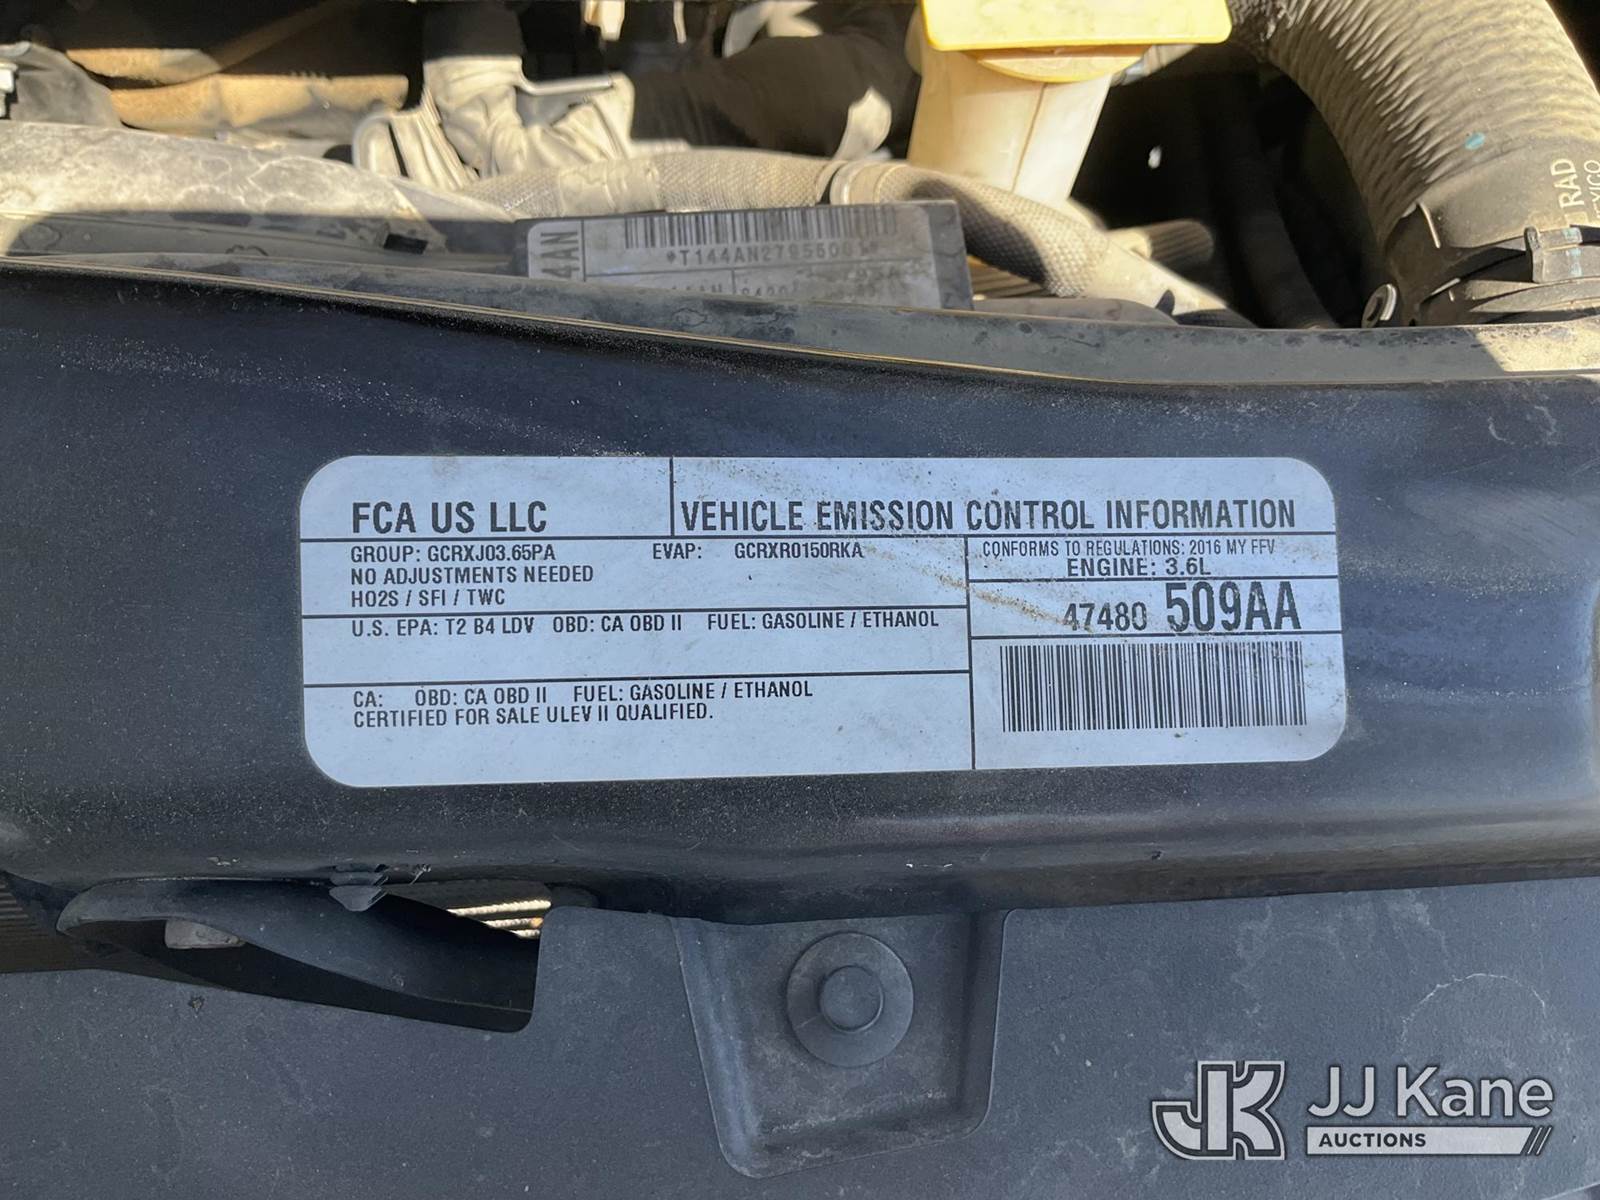 4AN
*T144AN2795500
RAD
FCA US LLC
VEHICLE EMISSION CONTROL INFORMATION
GROUP: GCRXJ03.65PA EVAP: GCRXR0150RKA
NO ADJUSTMENTS NEEDED
HO2S / SFI / TWC
CONFORMS TO REGULATIONS: 2016 MY FFV
ENGINE: 3.6L
47480 509AA
U.S. EPA: T2 B4 LDV OBD: CA OBD II FUEL: GASOLINE / ETHANOL
CA: OBD: CA OBD II FUEL: GASOLINE / ETHANOL
CERTIFIED FOR SALE ULEV II QUALIFIED.
JK JJ Kane
AUCTIONS